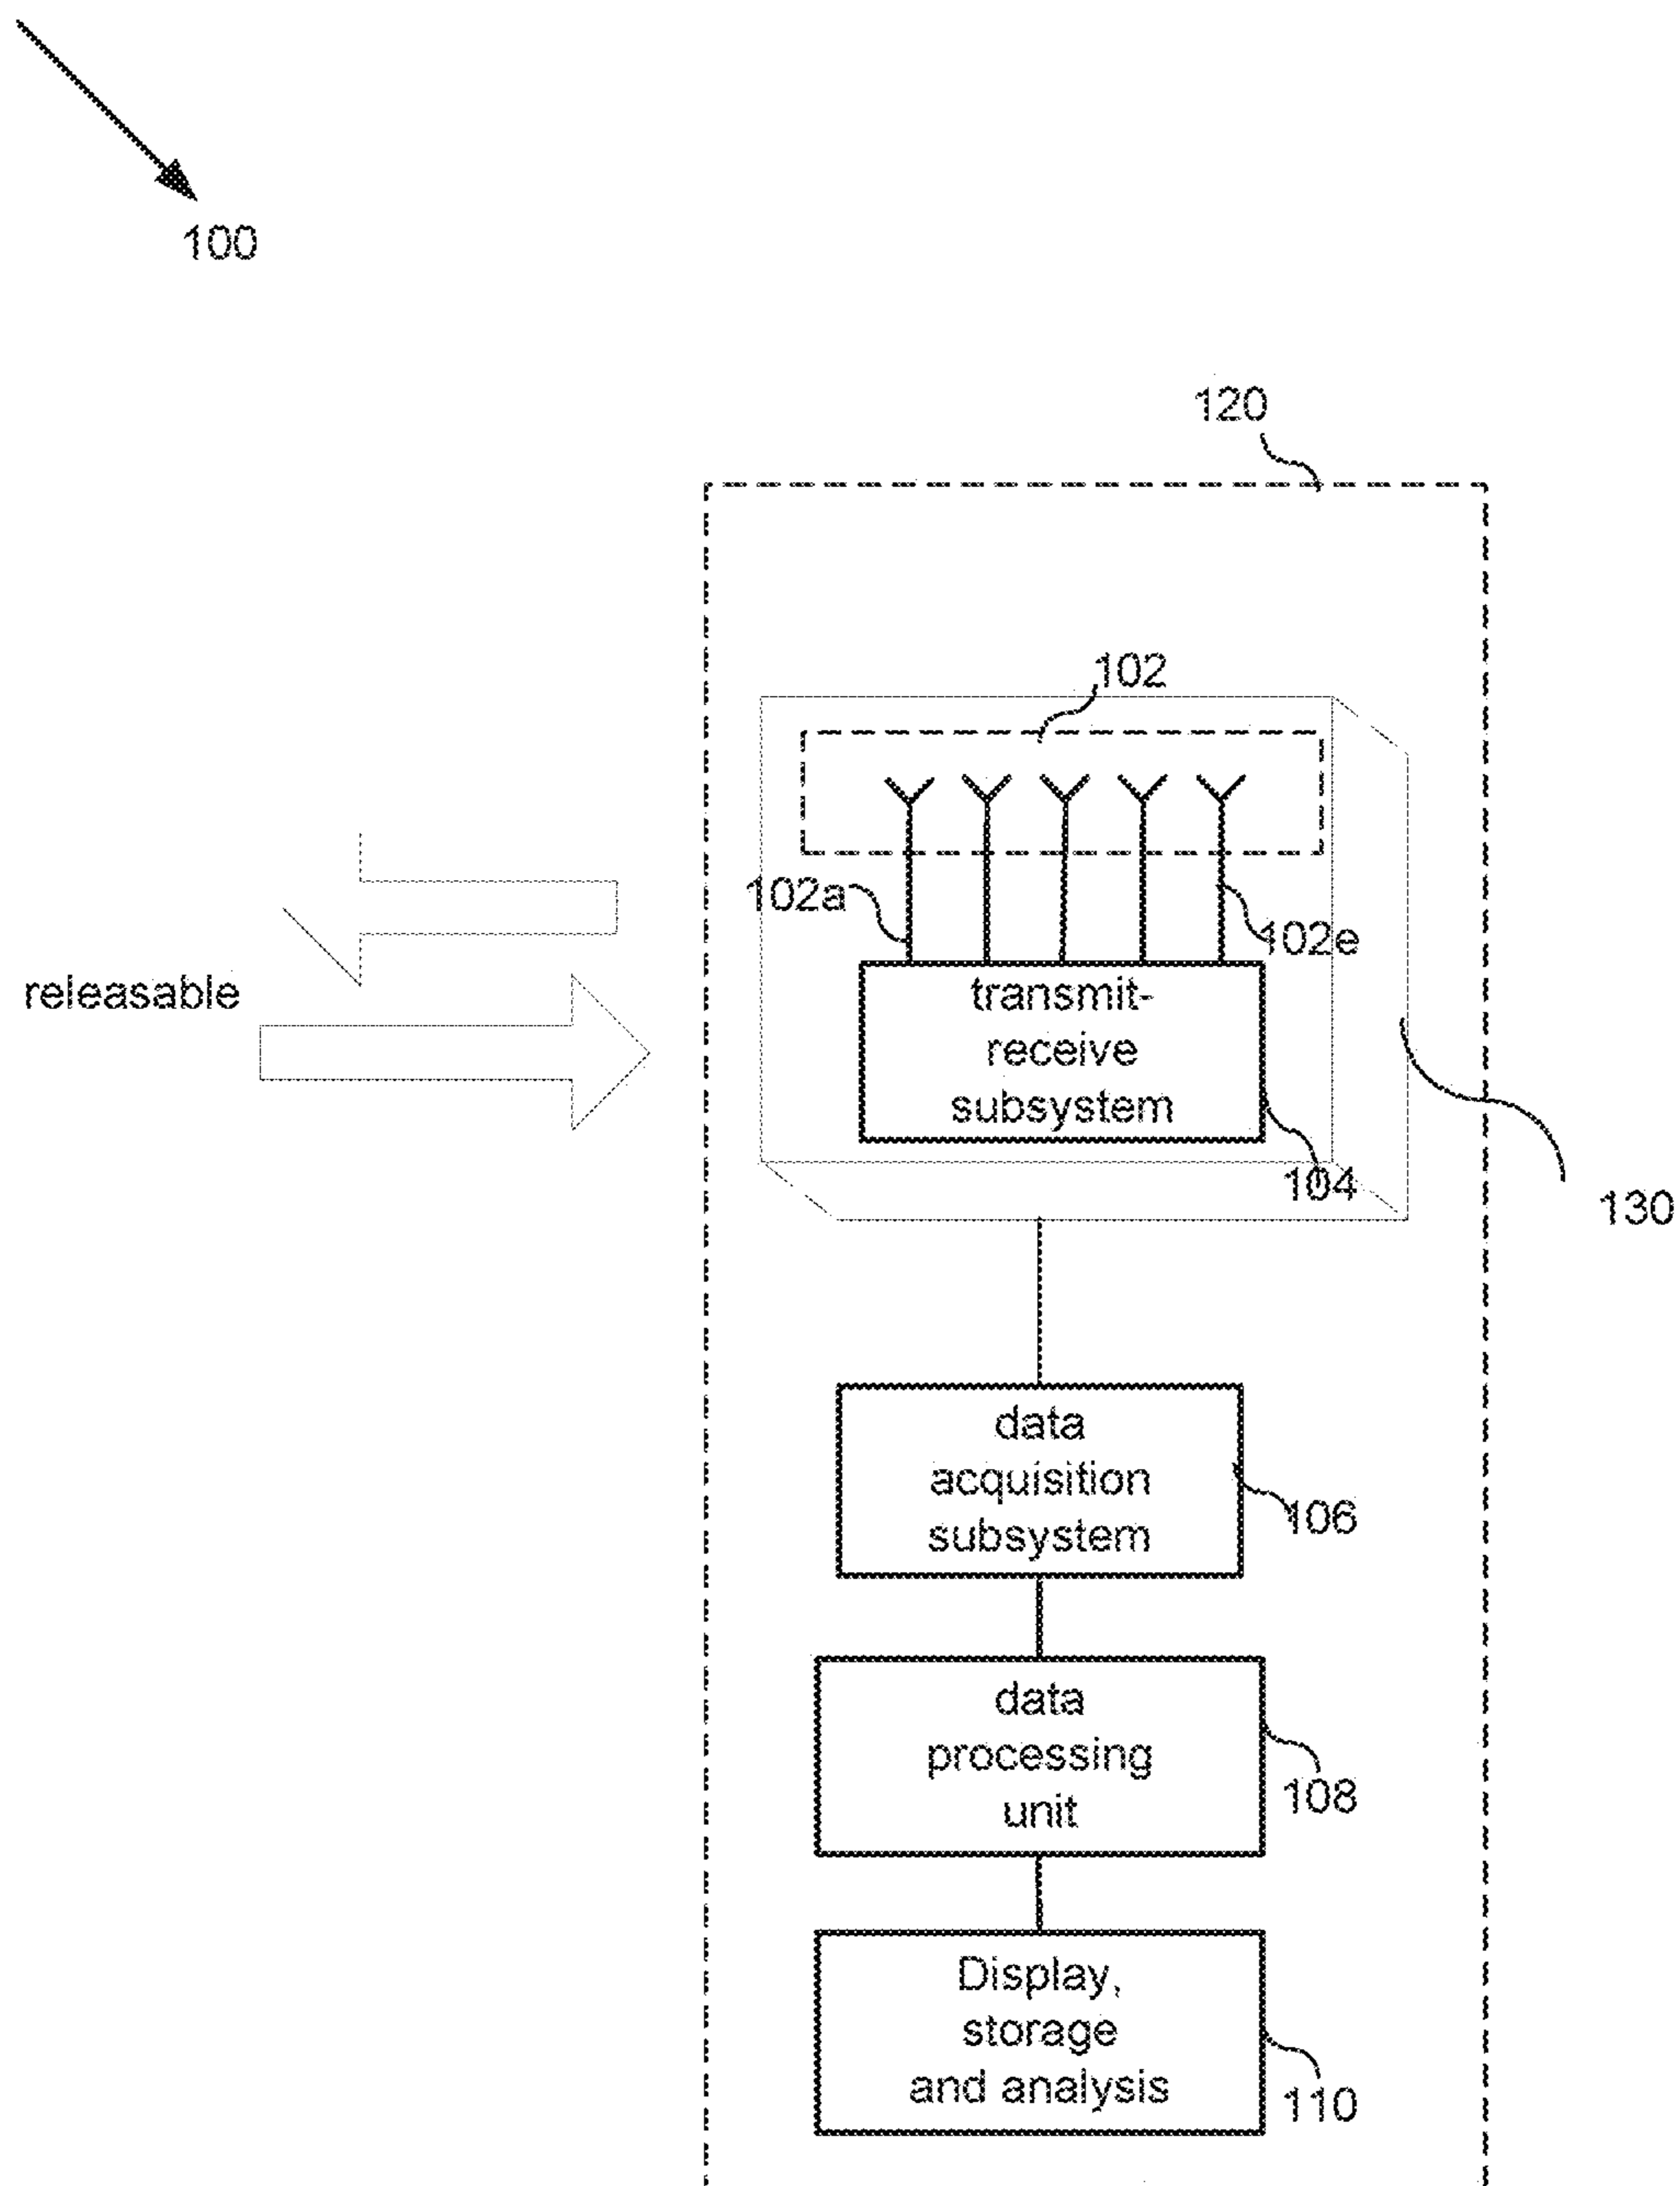 100
120
102
102a
102e
releasable
transmit-
receive
subsystem
104
130
data
acquisition
subsystem
106
data
processing
unit
108
Display,
storage
and analysis
110